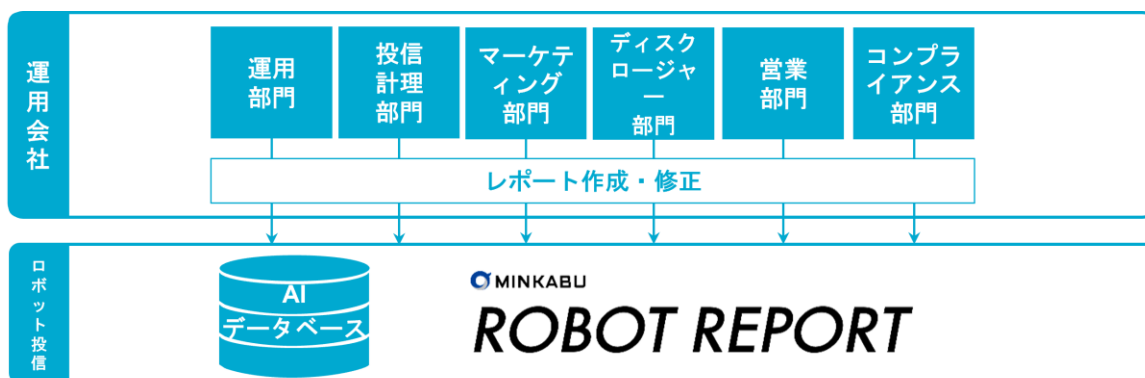 運用会社
運用
部門
投信
計理
部門
マーケテ
ィング
部門
ディスク
ロージャ
ー
部門
営業
部門
コンプラ
イアンス
部門
レポート作成・修正
ロボット投信
AI
データベース
MINKABU
ROBOT REPORT